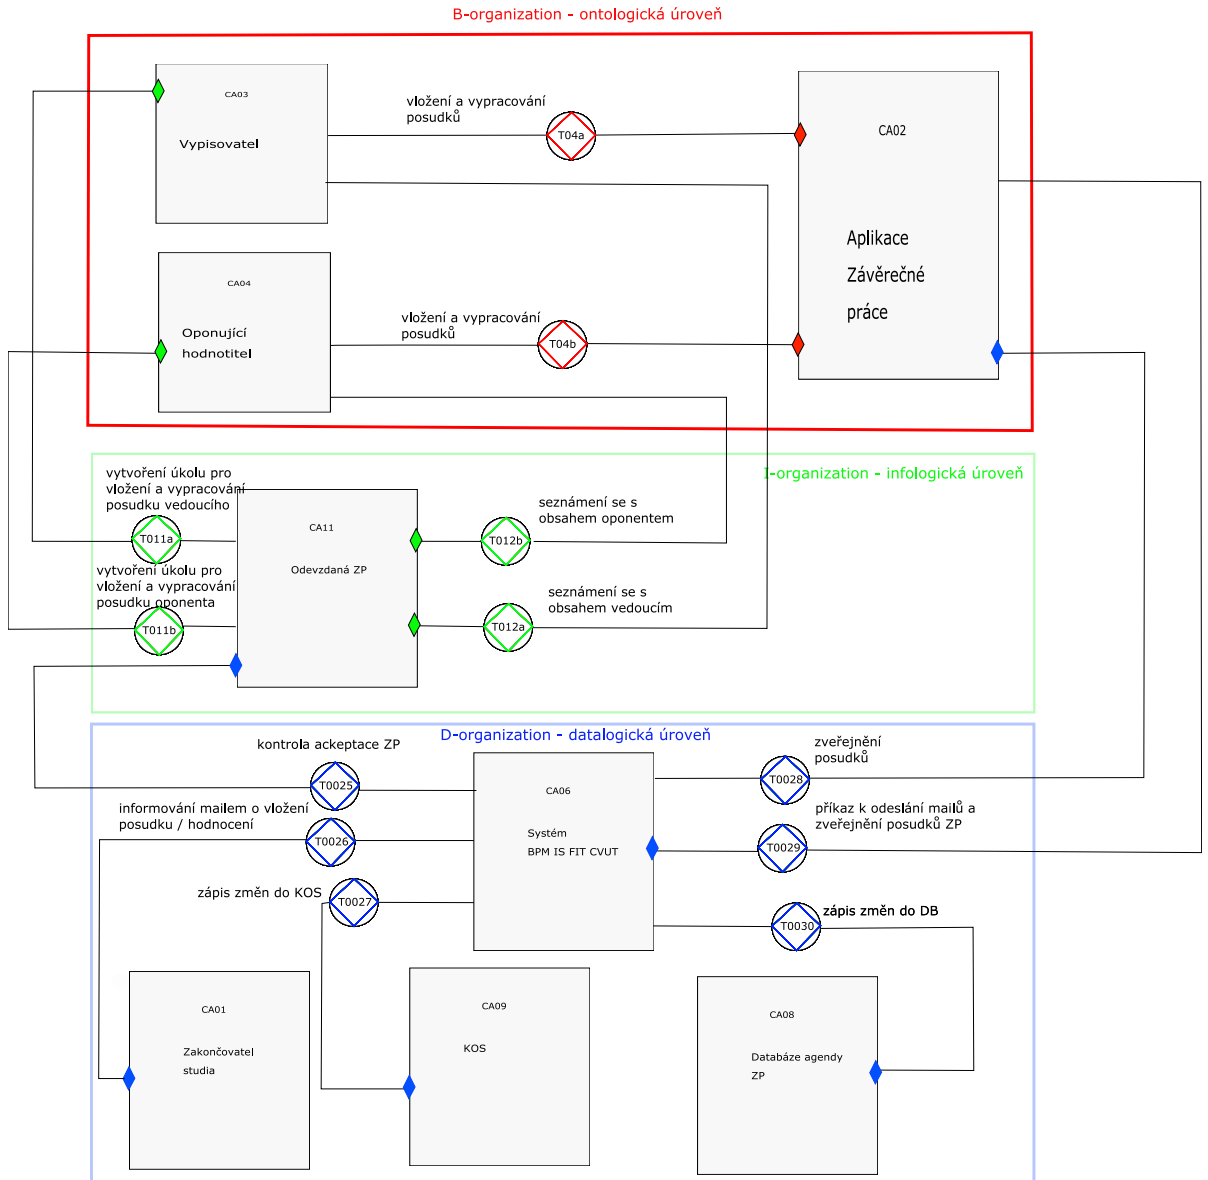 B-organization - ontologická úroveň
CA03
Vypisovatel
vložení a vypracování
posudků
T04a
CA02
Aplikace
Závěrečné
práce
CA04
Oponující
hodnotitel
vložení a vypracování
posudků
T04b
I-organization - infologická úroveň
vytvoření úkolu pro
vložení a vypracování
posudku vedoucího
T011a
vytvoření úkolu pro
vložení a vypracování
posudku oponenta
T011b
CA11
Odevzdaná ZP
seznámení se s
obsahem oponentem
T012b
seznámení se s
obsahem vedoucím
T012a
D-organization - datalogická úroveň
kontrola ackeptace ZP
T0025
informování mailem o vložení
posudku / hodnocení
T0026
zápis změn do KOS
T0027
CA06
Systém
BPM IS FIT CVUT
zveřejnění
posudků
T0028
příkaz k odeslání mailů a
zveřejnění posudků ZP
T0029
zápis změn do DB
T0030
CA01
Zakončovatel
studia
CA09
KOS
CA08
Databáze agendy
ZP